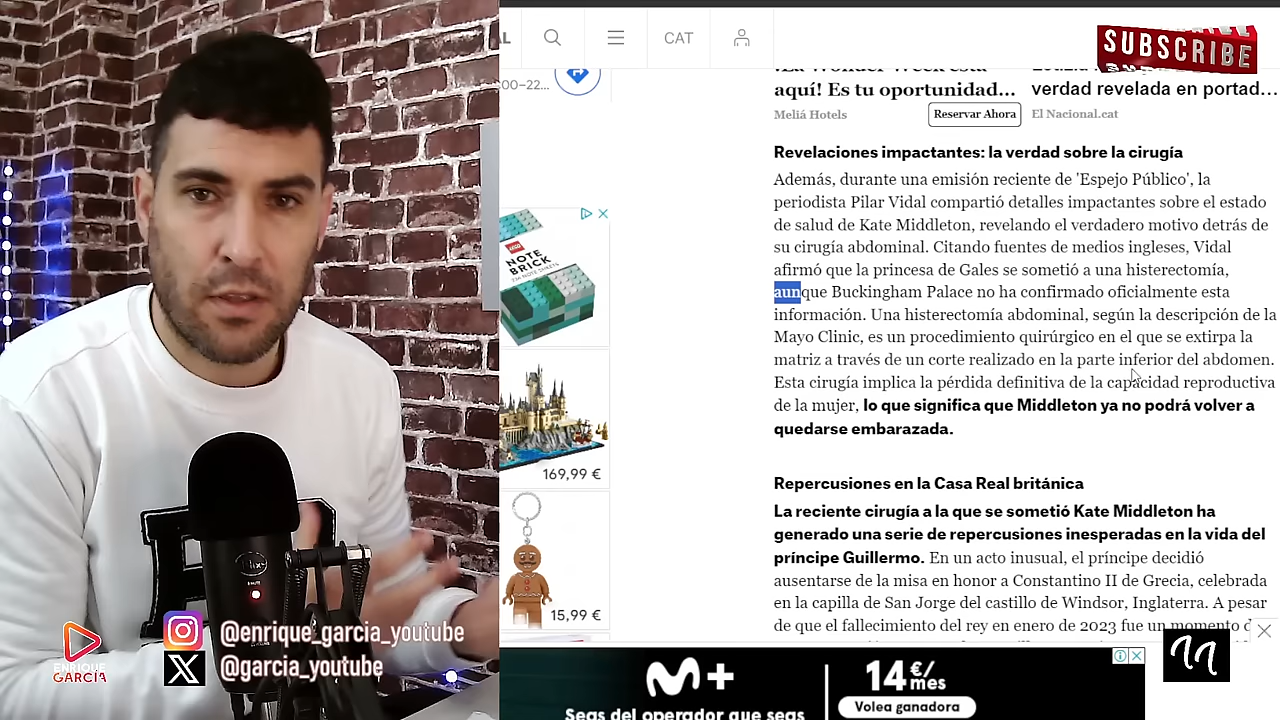 L
CAT
SUBSCRIBE
00–22...
aquí! Es tu oportunidad...
verdad revelada en portad...
Meliá Hotels
Reservar Ahora
El Nacional.cat
Revelaciones impactantes: la verdad sobre la cirugía
Además, durante una emisión reciente de 'Espejo Público', la
periodista Pilar Vidal compartió detalles impactantes sobre el estado
de salud de Kate Middleton, revelando el verdadero motivo detrás de
su cirugía abdominal. Citando fuentes de medios ingleses, Vidal
afirmó que la princesa de Gales se sometió a una histerectomía,
aunque Buckingham Palace no ha confirmado oficialmente esta
información. Una histerectomía abdominal, según la descripción de la
Mayo Clinic, es un procedimiento quirúrgico en el que se extirpa la
matriz a través de un corte realizado en la parte inferior del abdomen.
Esta cirugía implica la pérdida definitiva de la capacidad reproductiva
de la mujer, lo que significa que Middleton ya no podrá volver a
quedarse embarazada.
LEGO
NOTE
BRICK
169,99 €
15,99 €
Repercusiones en la Casa Real británica
La reciente cirugía a la que se sometió Kate Middleton ha
generado una serie de repercusiones inesperadas en la vida del
príncipe Guillermo. En un acto inusual, el príncipe decidió
ausentarse de la misa en honor a Constantino II de Grecia, celebrada
en la capilla de San Jorge del castillo de Windsor, Inglaterra. A pesar
de que el fallecimiento del rey en enero de 2023 fue un momento d
@enrique_garcia_youtube
@garcia_youtube
ENRIQUE
GARCÍA
M+
Seas del operador que seas
14 €/mes
Volea ganadora